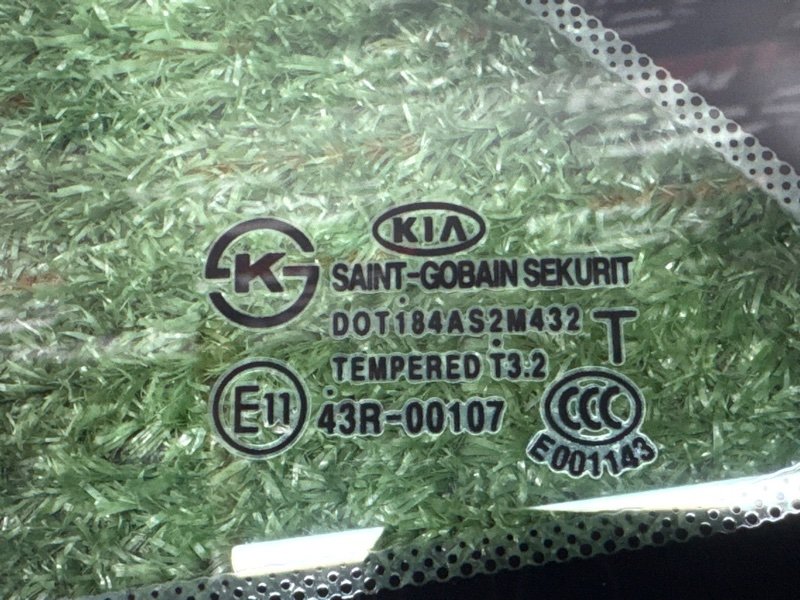 KIA
K SAINT-GOBAIN SEKURIT
DOT184AS2M432 T
TEMPERED T3.2
E11 43R-00107
CCC
E001143